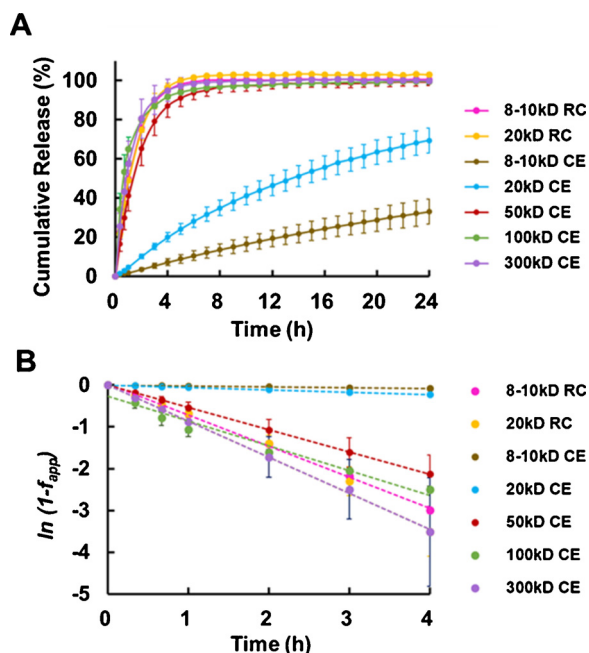 A
Cumulative Release (%)
100
80
60
40
20
0
0 4 8 12 16 20 24
Time (h)
8-10kD RC
20kD RC
8-10kD CE
20kD CE
50kD CE
100kD CE
300kD CE
B
ln (1-fapp)
0
-1
-2
-3
-4
-5
0 1 2 3 4
Time (h)
8-10kD RC
20kD RC
8-10kD CE
20kD CE
50kD CE
100kD CE
300kD CE